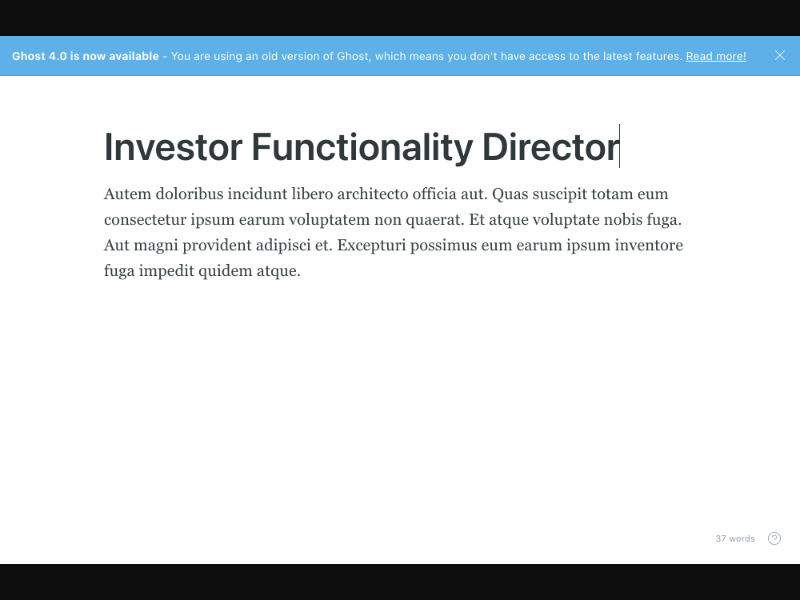 Ghost 4.0 is now available - You are using an old version of Ghost, which means you don't have access to the latest features. Read more!
Investor Functionality Director
Autem doloribus incidunt libero architecto officia aut. Quas suscipit totam eum
consectetur ipsum earum voluptatem non quaerat. Et atque voluptate nobis fuga.
Aut magni provident adipisci et. Excepturi possimus eum earum ipsum inventore
fuga impedit quidem atque.
37 words
?